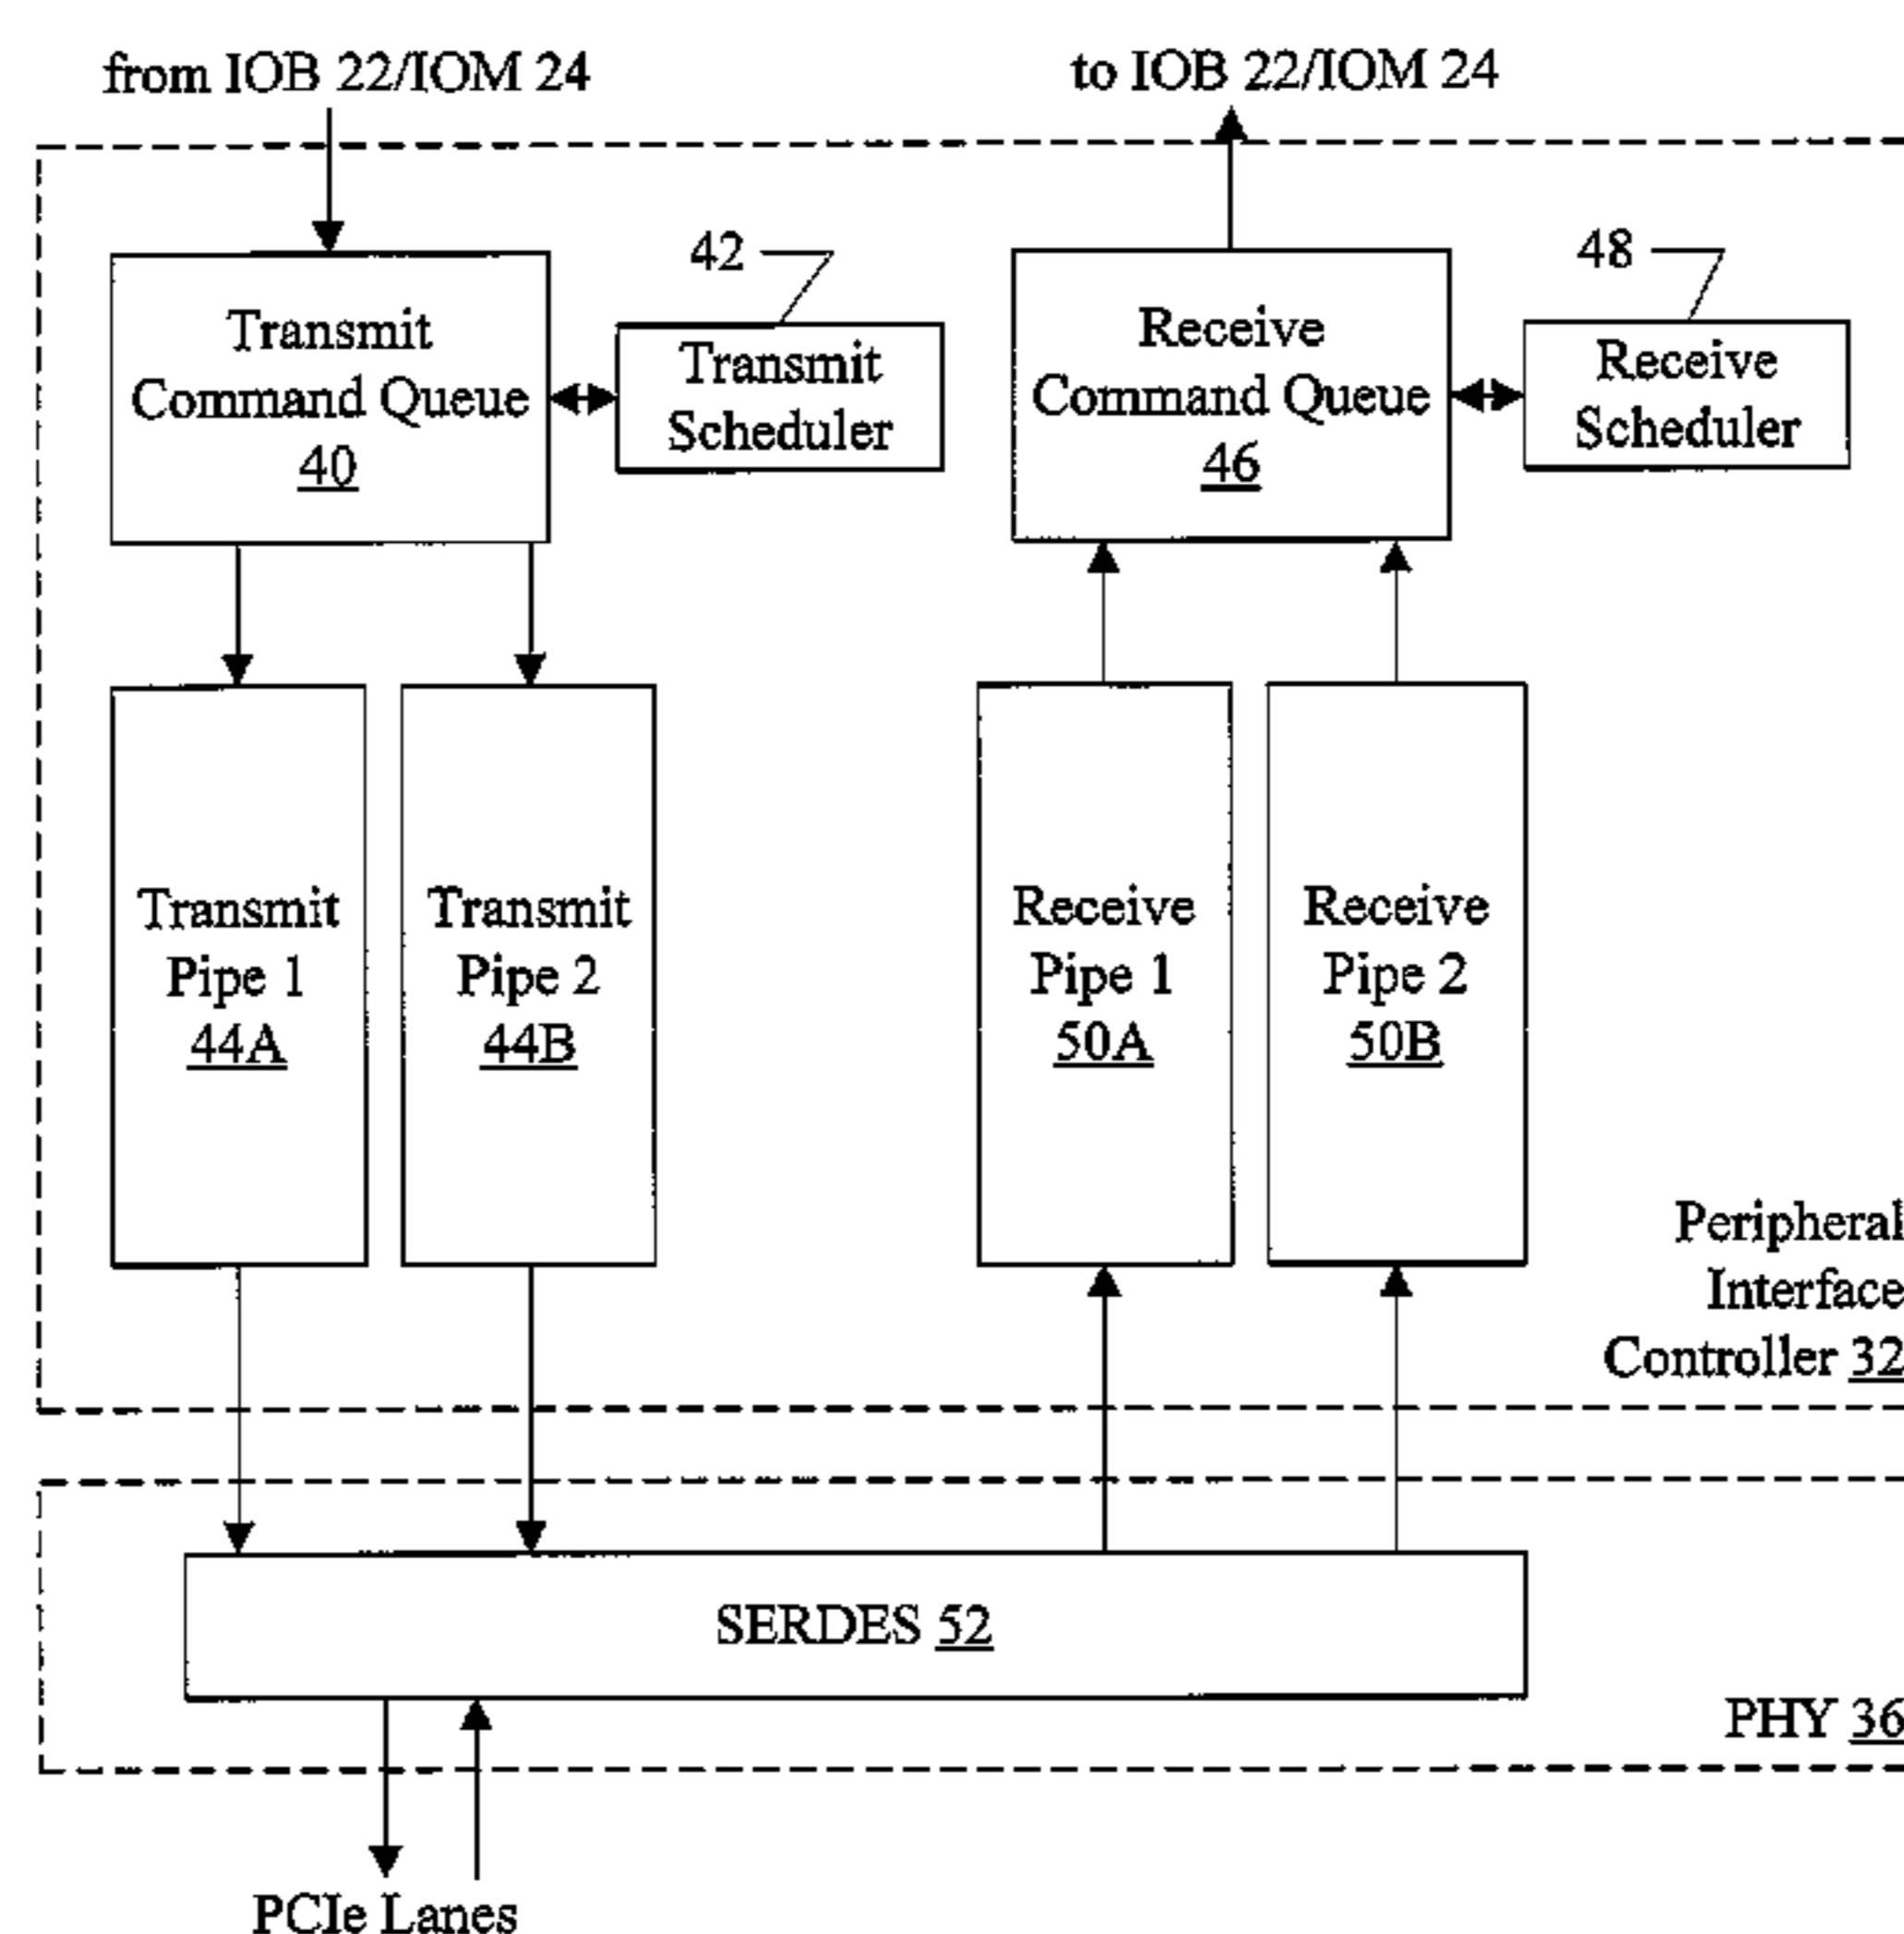 from IOB 22/IOM 24
to IOB 22/IOM 24
42
48
Transmit
Command Queue
40
Transmit
Scheduler
Receive
Command Queue
46
Receive
Scheduler
Transmit
Pipe 1
44A
Transmit
Pipe 2
44B
Receive
Pipe 1
50A
Receive
Pipe 2
50B
Peripheral
Interface
Controller 32
SERDES 52
PHY 36
PCIe Lanes